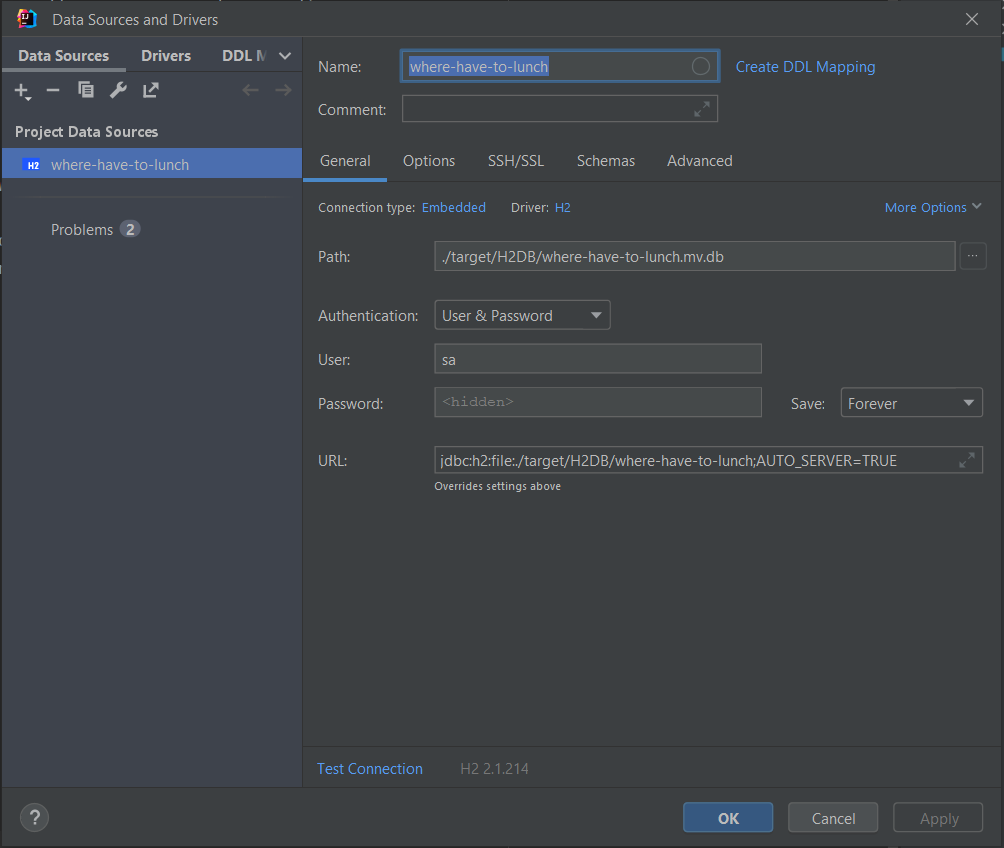 Data Sources and Drivers
Data Sources Drivers DDL M
Project Data Sources
H2 where-have-to-lunch
Problems 2
Name: where-have-to-lunch Create DDL Mapping
Comment:
General Options SSH/SSL Schemas Advanced
Connection type: Embedded Driver: H2 More Options
Path: ./target/H2DB/where-have-to-lunch.mv.db ...
Authentication: User & Password
User: sa
Password: <hidden> Save: Forever
URL: jdbc:h2:file:./target/H2DB/where-have-to-lunch;AUTO_SERVER=TRUE
Overrides settings above
Test Connection H2 2.1.214
? OK Cancel Apply